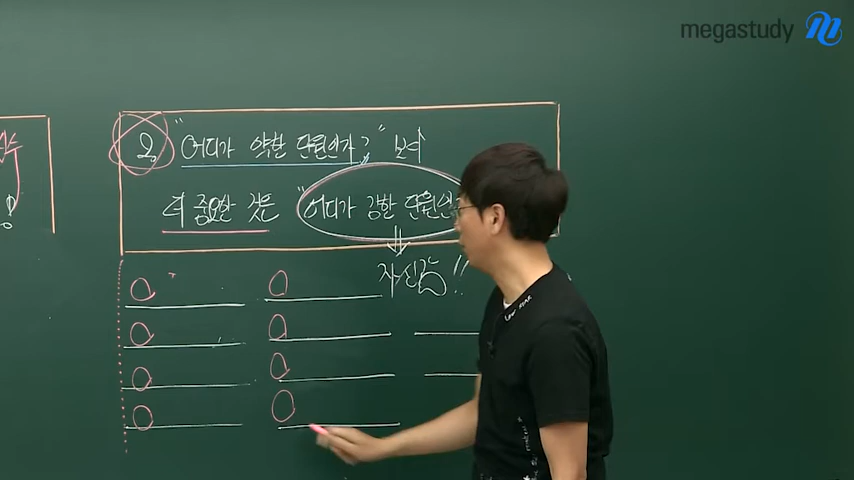 megastudy
2. "어디가 약한 단원인가?" 보다
더 중요한 것은 "어디가 강한 단원인
자신감!!